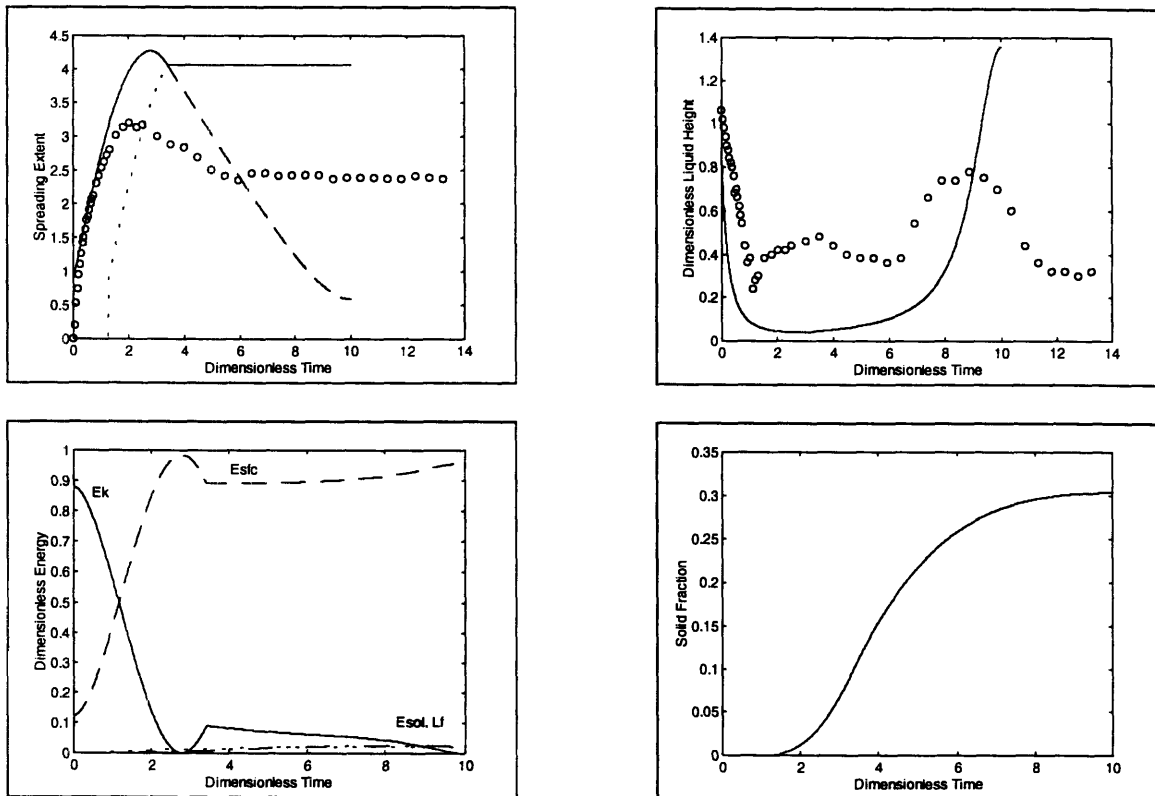 Spreading Extent
4.5
4
3.5
3
2.5
2
1.5
1
0.5
0
0 2 4 6 8 10 12 14
Dimensionless Time
Dimensionless Liquid Height
1.4
1.2
1
0.8
0.6
0.4
0.2
0
0 2 4 6 8 10 12 14
Dimensionless Time
Dimensionless Energy
1
0.9
0.8
0.7
0.6
0.5
0.4
0.3
0.2
0.1
0
Ek
Esfc
Esol. Lf
0 2 4 6 8 10
Dimensionless Time
Solid Fraction
0.35
0.3
0.25
0.2
0.15
0.1
0.05
0
0 2 4 6 8 10
Dimensionless Time